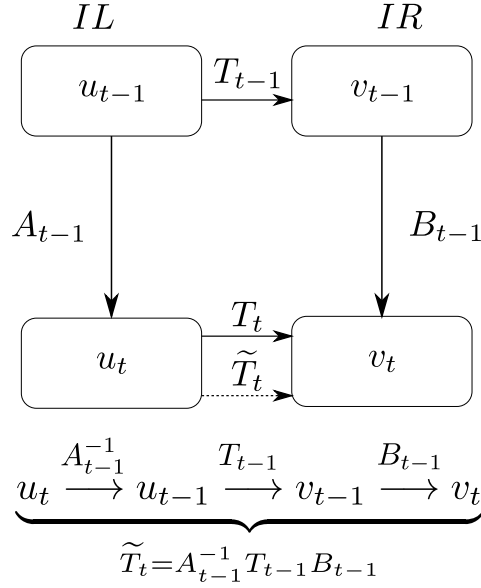 IL IR
u_{t-1} T_{t-1} v_{t-1}
A_{t-1} B_{t-1}
T_t
u_t \widetilde{T}_t v_t
u_t \xrightarrow{A_{t-1}^{-1}} u_{t-1} \xrightarrow{T_{t-1}} v_{t-1} \xrightarrow{B_{t-1}} v_t
\widetilde{T}_t=A_{t-1}^{-1}T_{t-1}B_{t-1}